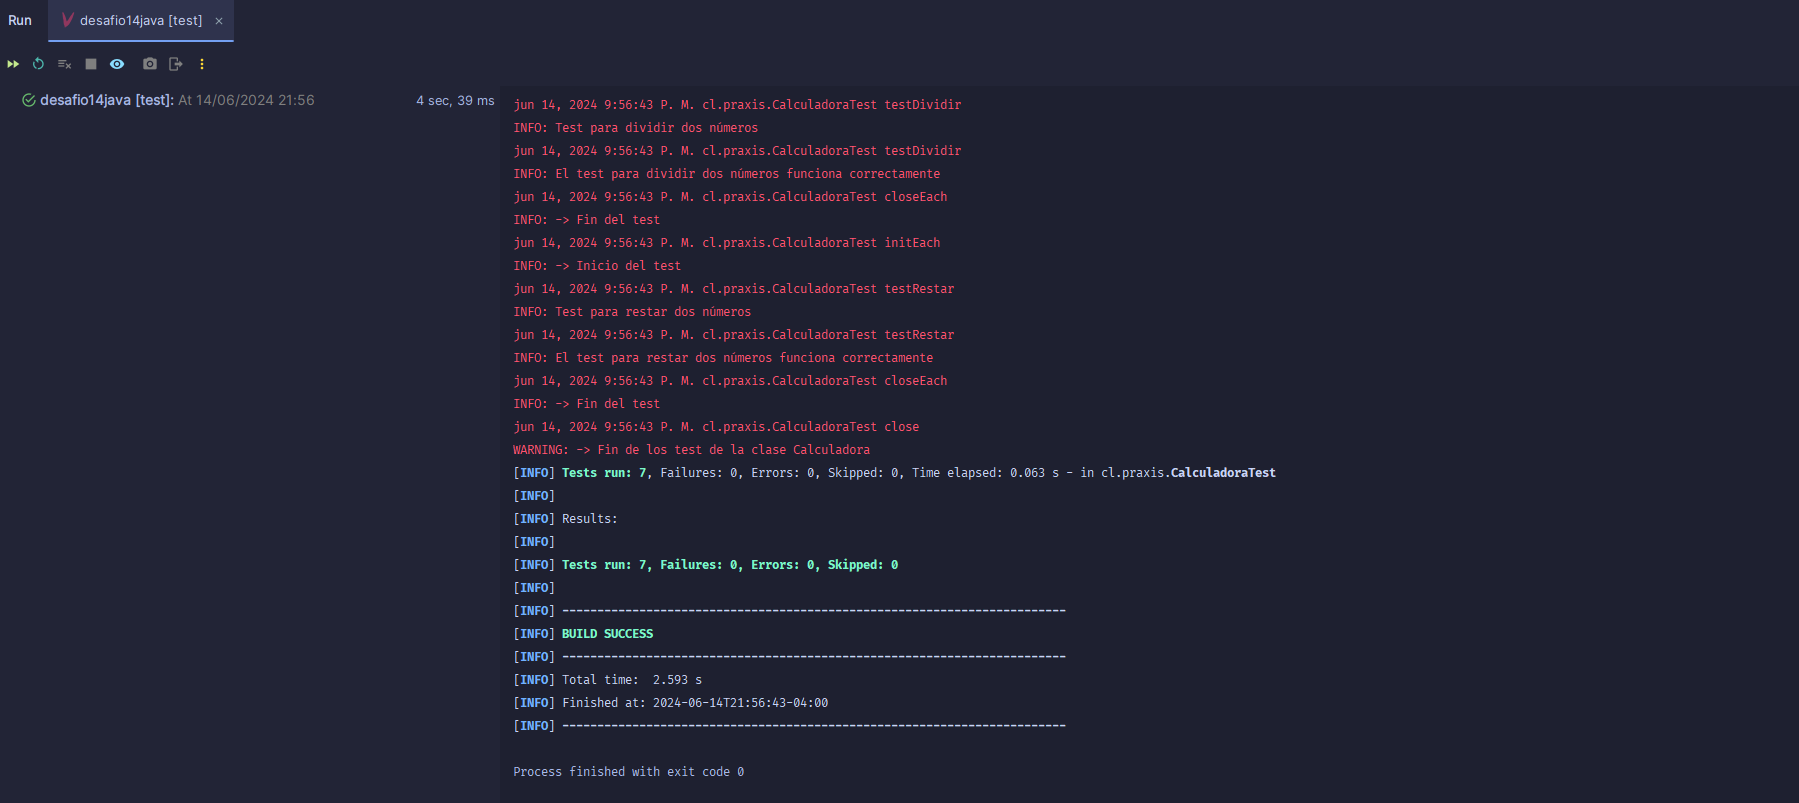 Run desafio14java [test] ×
desafio14java [test]: At 14/06/2024 21:56 4 sec, 39 ms
jun 14, 2024 9:56:43 P. M. cl.praxis.CalculadoraTest testDividir
INFO: Test para dividir dos números
jun 14, 2024 9:56:43 P. M. cl.praxis.CalculadoraTest testDividir
INFO: El test para dividir dos números funciona correctamente
jun 14, 2024 9:56:43 P. M. cl.praxis.CalculadoraTest closeEach
INFO: -> Fin del test
jun 14, 2024 9:56:43 P. M. cl.praxis.CalculadoraTest initEach
INFO: -> Inicio del test
jun 14, 2024 9:56:43 P. M. cl.praxis.CalculadoraTest testRestar
INFO: Test para restar dos números
jun 14, 2024 9:56:43 P. M. cl.praxis.CalculadoraTest testRestar
INFO: El test para restar dos números funciona correctamente
jun 14, 2024 9:56:43 P. M. cl.praxis.CalculadoraTest closeEach
INFO: -> Fin del test
jun 14, 2024 9:56:43 P. M. cl.praxis.CalculadoraTest close
WARNING: -> Fin de los test de la clase Calculadora
[INFO] Tests run: 7, Failures: 0, Errors: 0, Skipped: 0, Time elapsed: 0.063 s - in cl.praxis.CalculadoraTest
[INFO]
[INFO] Results:
[INFO]
[INFO] Tests run: 7, Failures: 0, Errors: 0, Skipped: 0
[INFO]
[INFO] ------------------------------------------------------------------------
[INFO] BUILD SUCCESS
[INFO] ------------------------------------------------------------------------
[INFO] Total time:  2.593 s
[INFO] Finished at: 2024-06-14T21:56:43-04:00
[INFO] ------------------------------------------------------------------------
Process finished with exit code 0